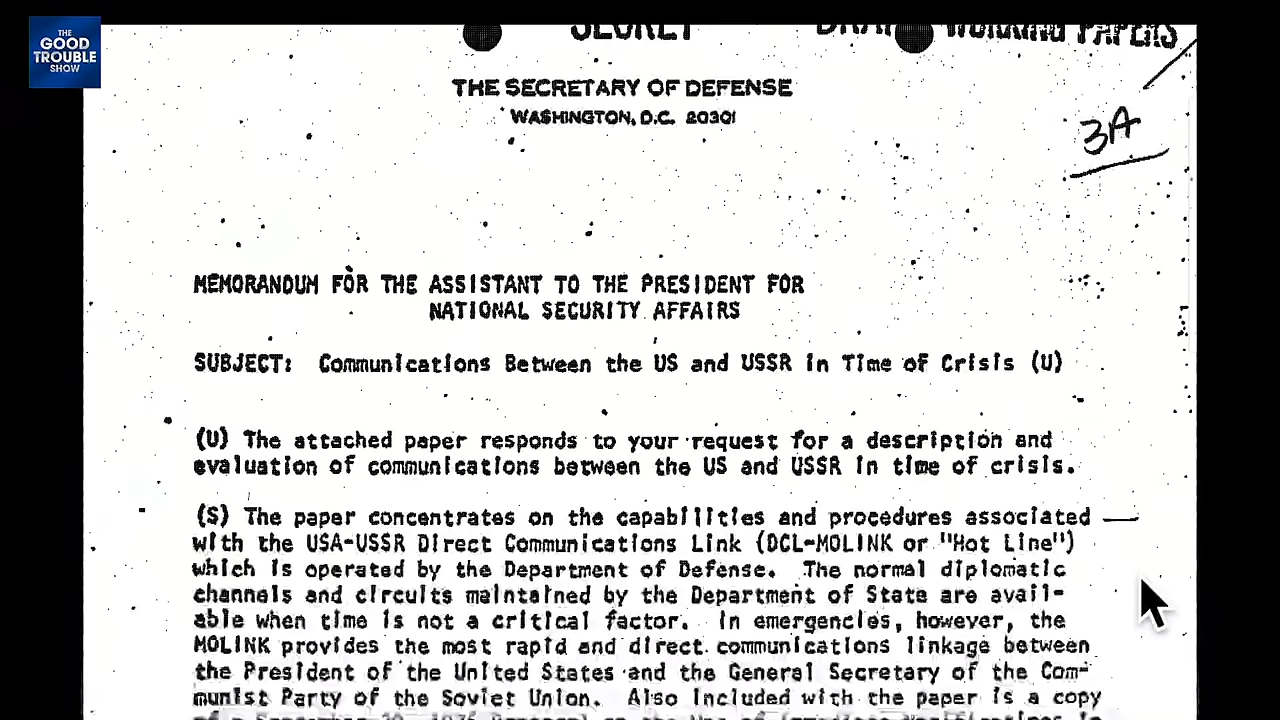 THE
GOOD
TROUBLE
SHOW
SECRET
WORKING PAPERS
THE SECRETARY OF DEFENSE
WASHINGTON, D.C. 20301
3A
MEMORANDUM FOR THE ASSISTANT TO THE PRESIDENT FOR
NATIONAL SECURITY AFFAIRS
SUBJECT: Communications Between the US and USSR in Time of Crisis (U)
(U) The attached paper responds to your request for a description and
evaluation of communications between the US and USSR in time of crisis.
(S) The paper concentrates on the capabilities and procedures associated
with the USA-USSR Direct Communications Link (DCL-MOLINK or "Hot Line")
which is operated by the Department of Defense. The normal diplomatic
channels and circuits maintained by the Department of State are avail-
able when time is not a critical factor. In emergencies, however, the
MOLINK provides the most rapid and direct communications linkage between
the President of the United States and the General Secretary of the Com-
munist Party of the Soviet Union. Also included with the paper is a copy